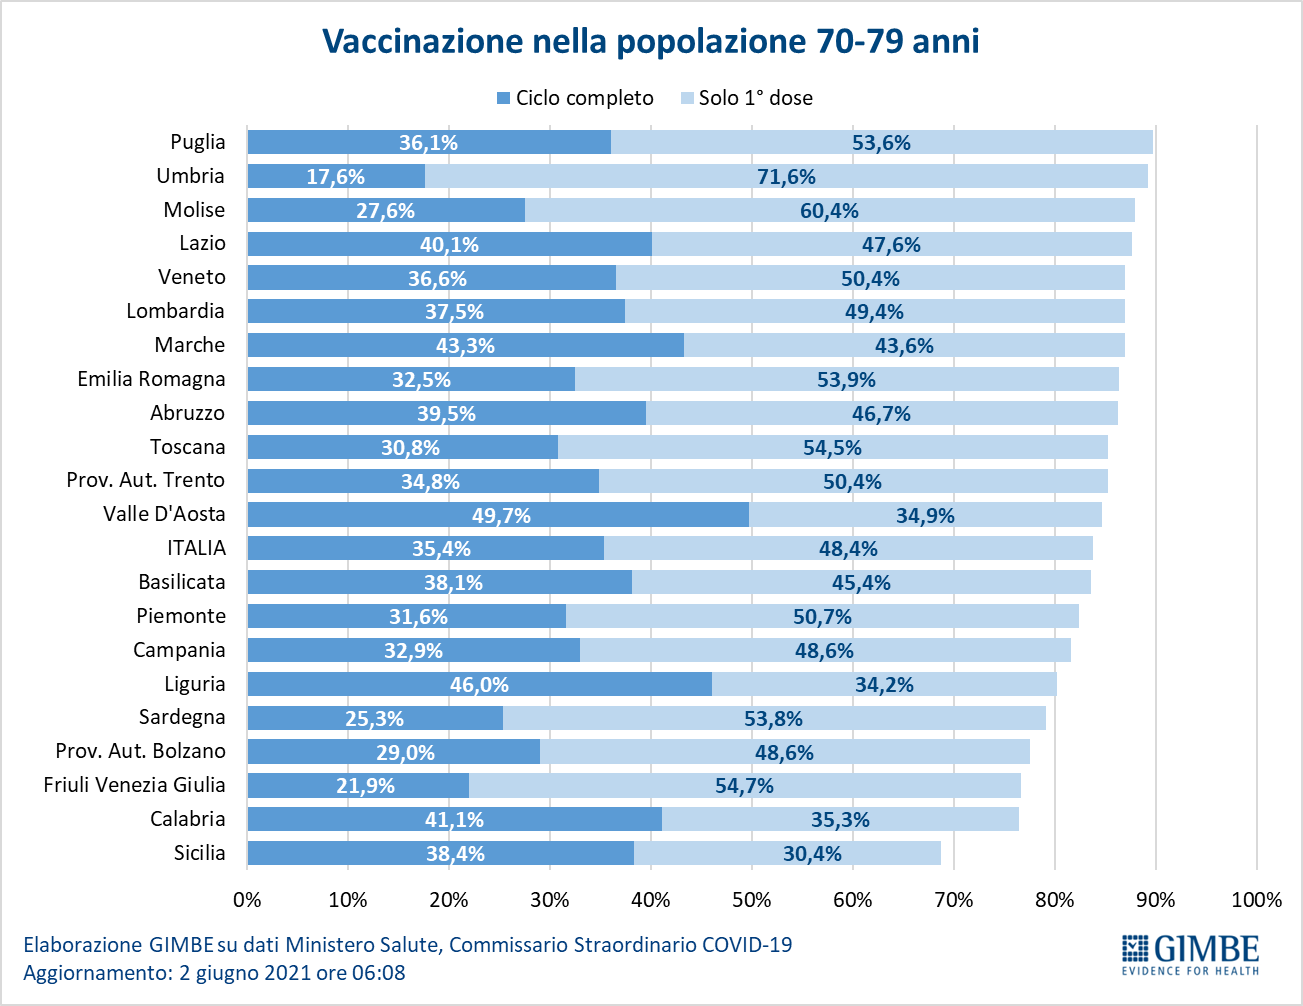 Vaccinazione nella popolazione 70-79 anni
Ciclo completo Solo 1° dose
Puglia 36,1% 53,6%
Umbria 17,6% 71,6%
Molise 27,6% 60,4%
Lazio 40,1% 47,6%
Veneto 36,6% 50,4%
Lombardia 37,5% 49,4%
Marche 43,3% 43,6%
Emilia Romagna 32,5% 53,9%
Abruzzo 39,5% 46,7%
Toscana 30,8% 54,5%
Prov. Aut. Trento 34,8% 50,4%
Valle D'Aosta 49,7% 34,9%
ITALIA 35,4% 48,4%
Basilicata 38,1% 45,4%
Piemonte 31,6% 50,7%
Campania 32,9% 48,6%
Liguria 46,0% 34,2%
Sardegna 25,3% 53,8%
Prov. Aut. Bolzano 29,0% 48,6%
Friuli Venezia Giulia 21,9% 54,7%
Calabria 41,1% 35,3%
Sicilia 38,4% 30,4%
0% 10% 20% 30% 40% 50% 60% 70% 80% 90% 100%
Elaborazione GIMBE su dati Ministero Salute, Commissario Straordinario COVID-19
Aggiornamento: 2 giugno 2021 ore 06:08
GIMBE
EVIDENCE FOR HEALTH